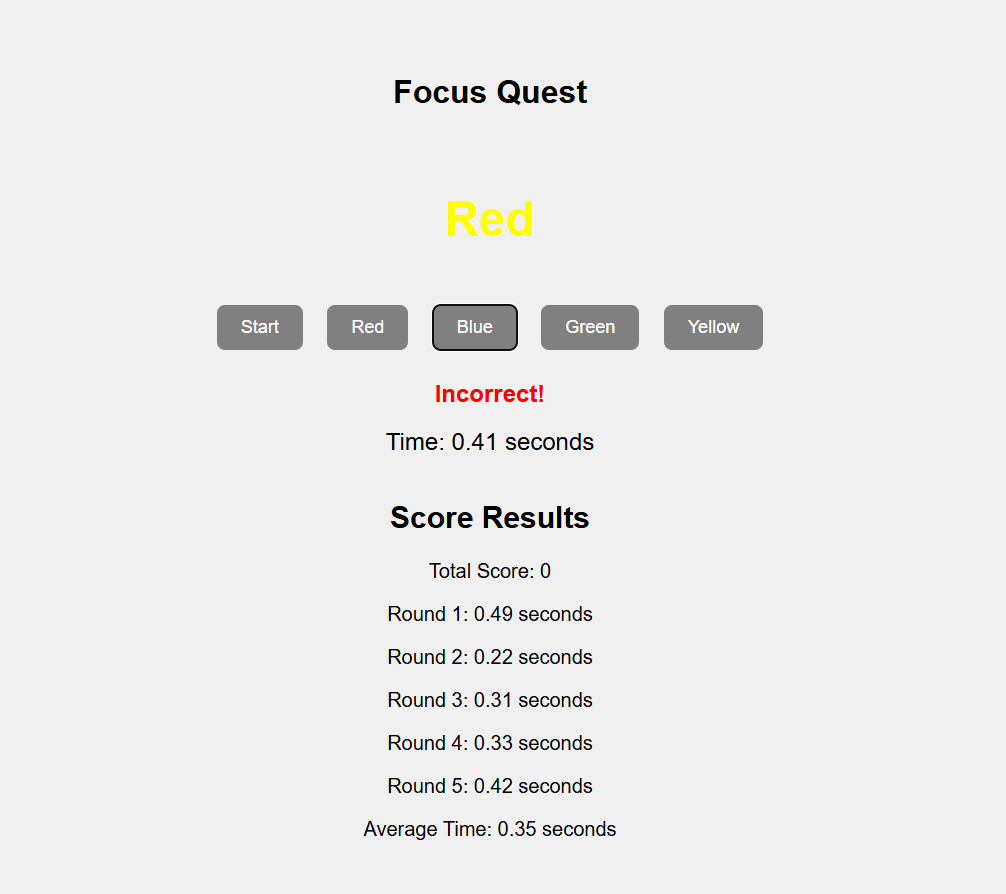 Focus Quest
Red
Start Red Blue Green Yellow
Incorrect!
Time: 0.41 seconds
Score Results
Total Score: 0
Round 1: 0.49 seconds
Round 2: 0.22 seconds
Round 3: 0.31 seconds
Round 4: 0.33 seconds
Round 5: 0.42 seconds
Average Time: 0.35 seconds